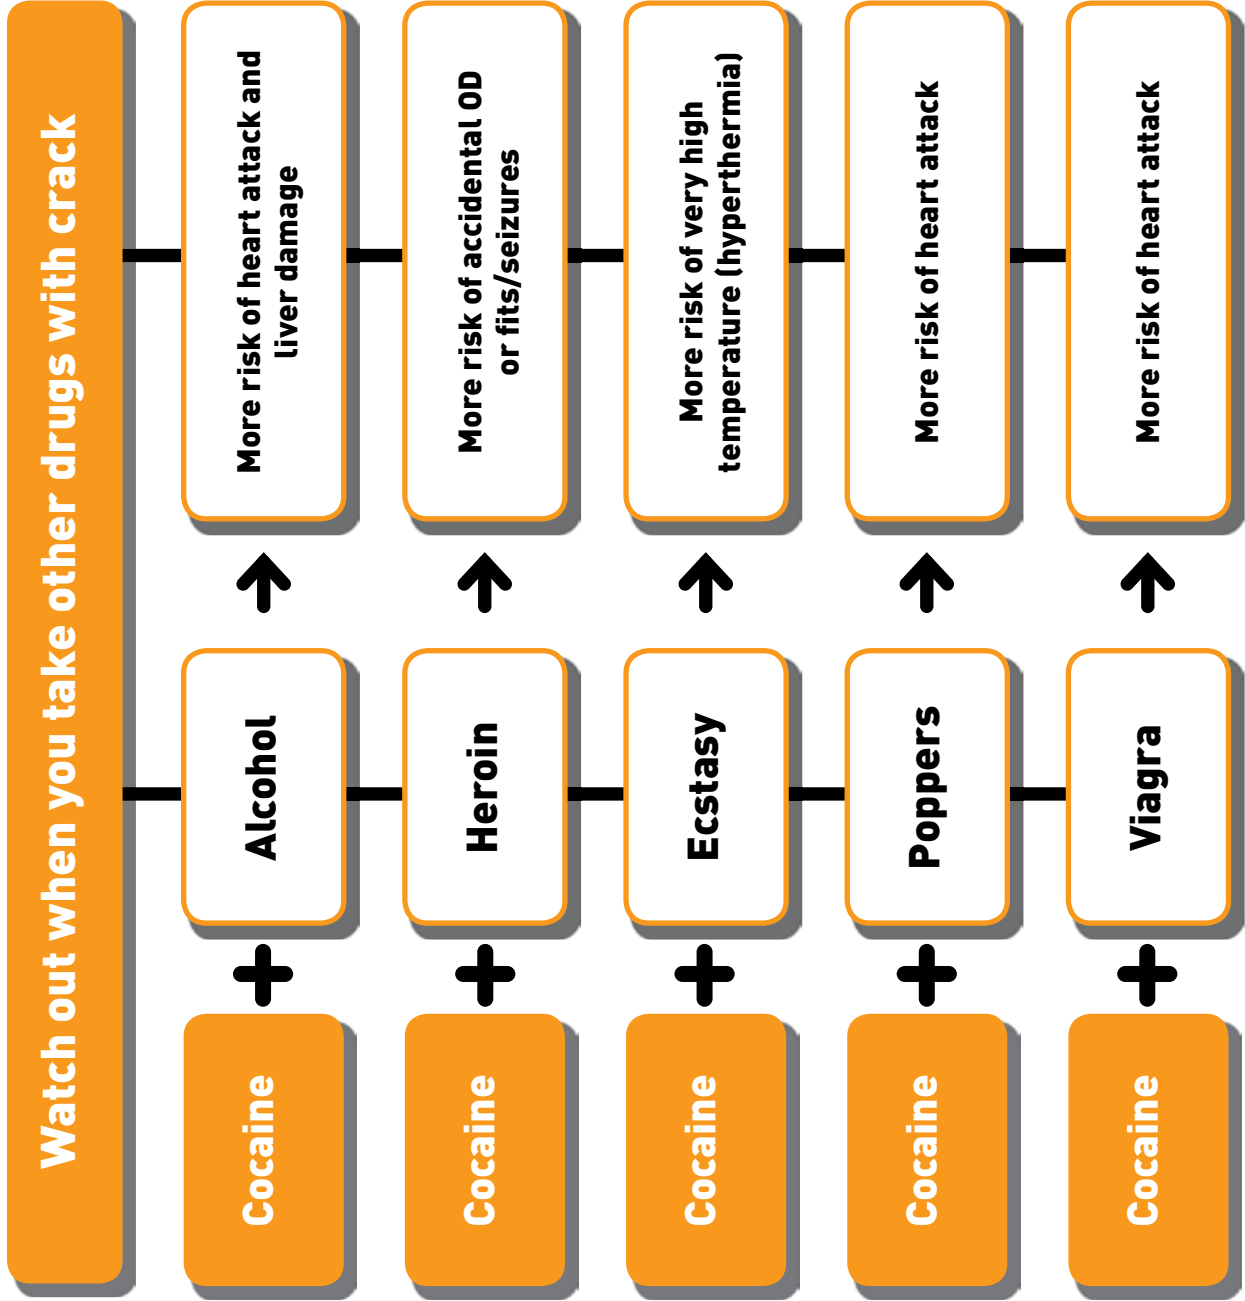 Watch out when you take other drugs with crack
Cocaine
Alcohol
More risk of heart attack and
liver damage
Cocaine
Heroin
More risk of accidental OD
or fits/seizures
Cocaine
Ecstasy
More risk of very high
temperature (hyperthermia)
Cocaine
Poppers
More risk of heart attack
Cocaine
Viagra
More risk of heart attack